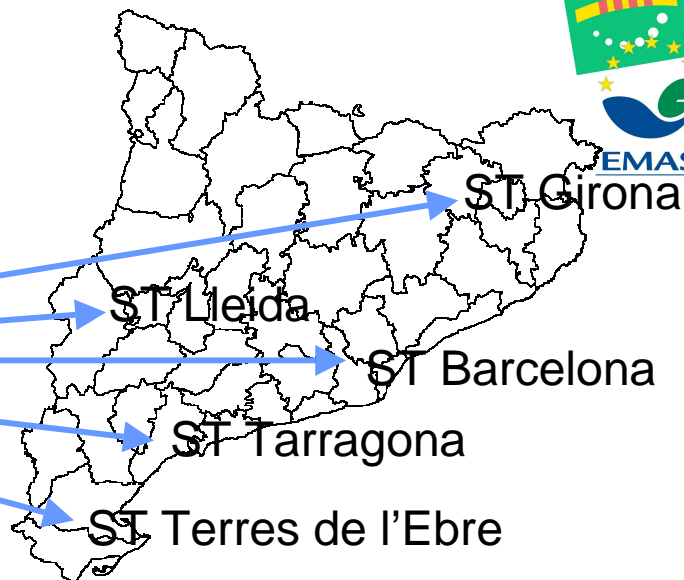 EMAS
ST Girona
ST Lleida
ST Barcelona
ST Tarragona
ST Terres de l’Ebre